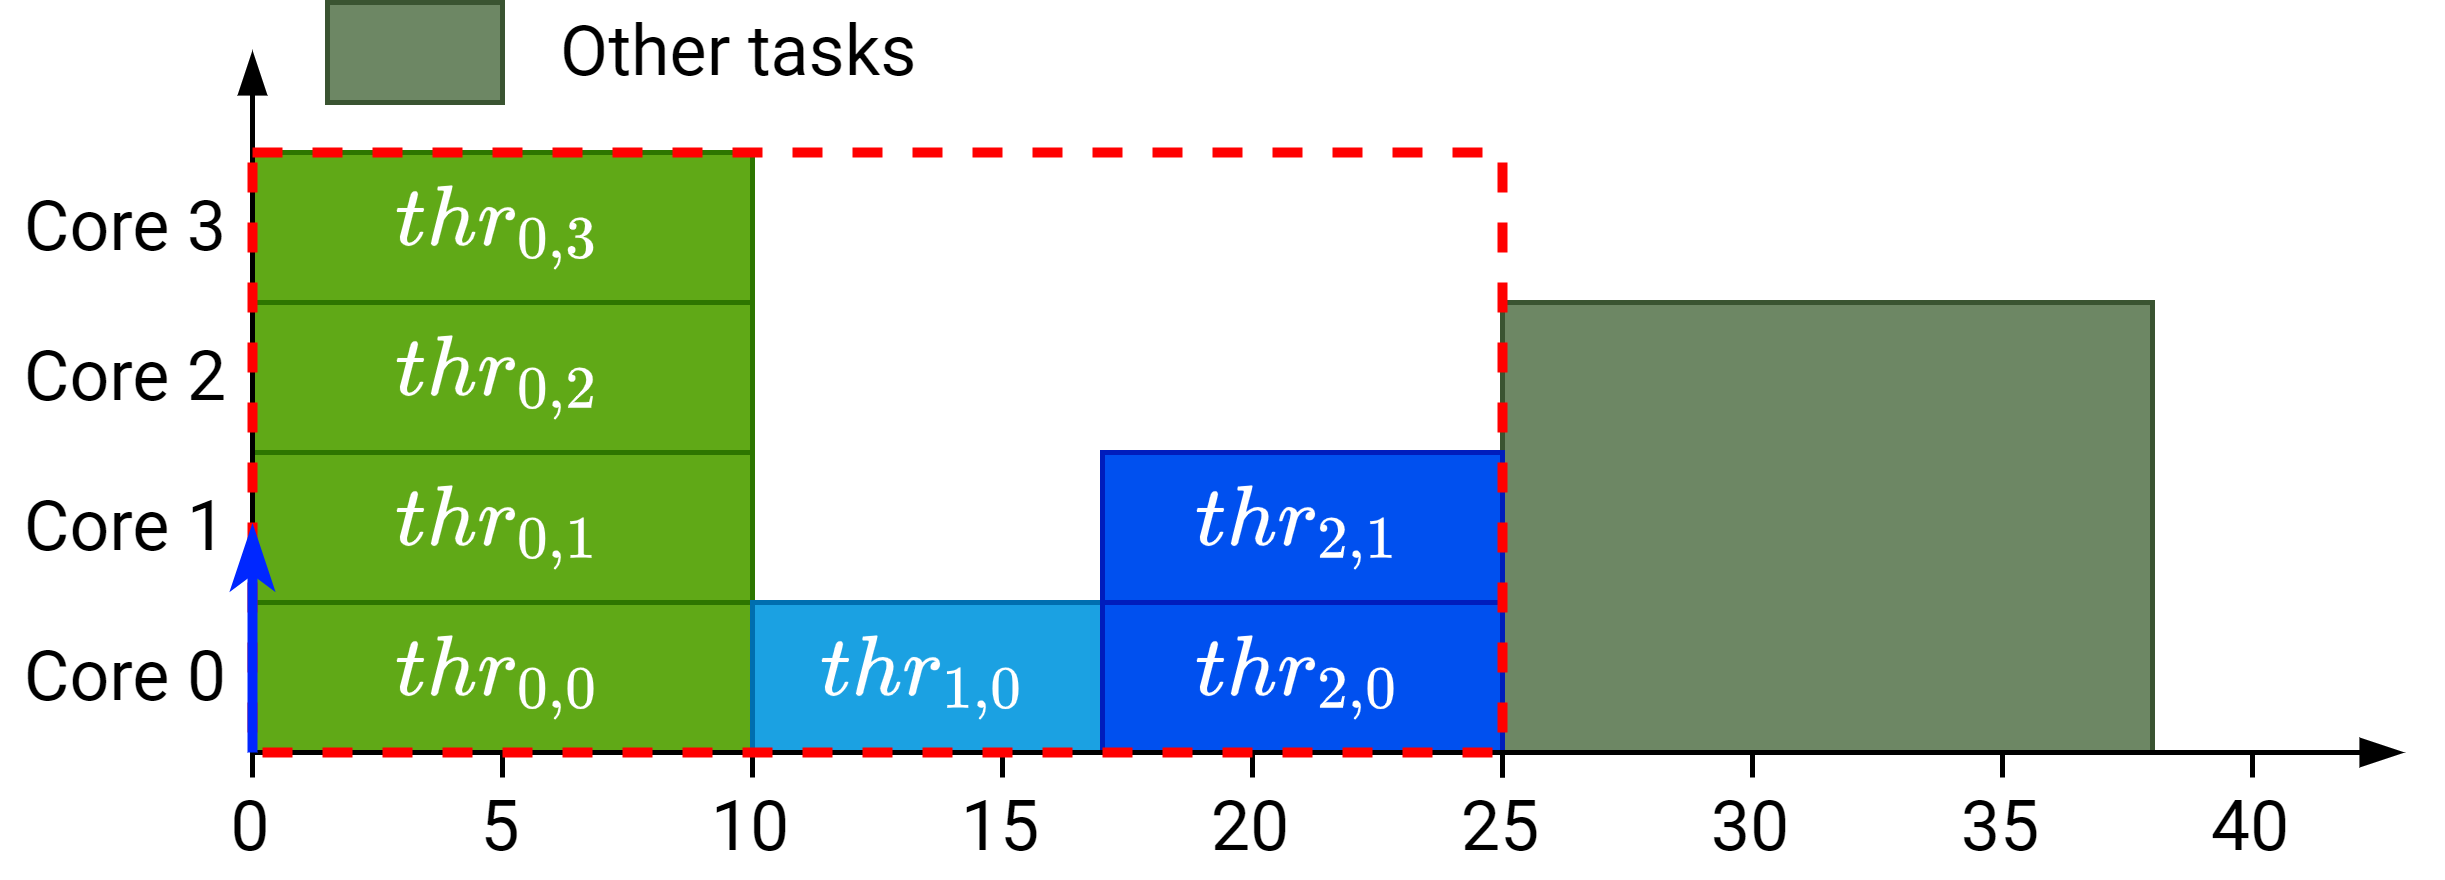 Other tasks
Core 3
thr0,3
Core 2
thr0,2
Core 1
thr0,1
thr2,1
Core 0
thr0,0
thr1,0
thr2,0
0 5 10 15 20 25 30 35 40